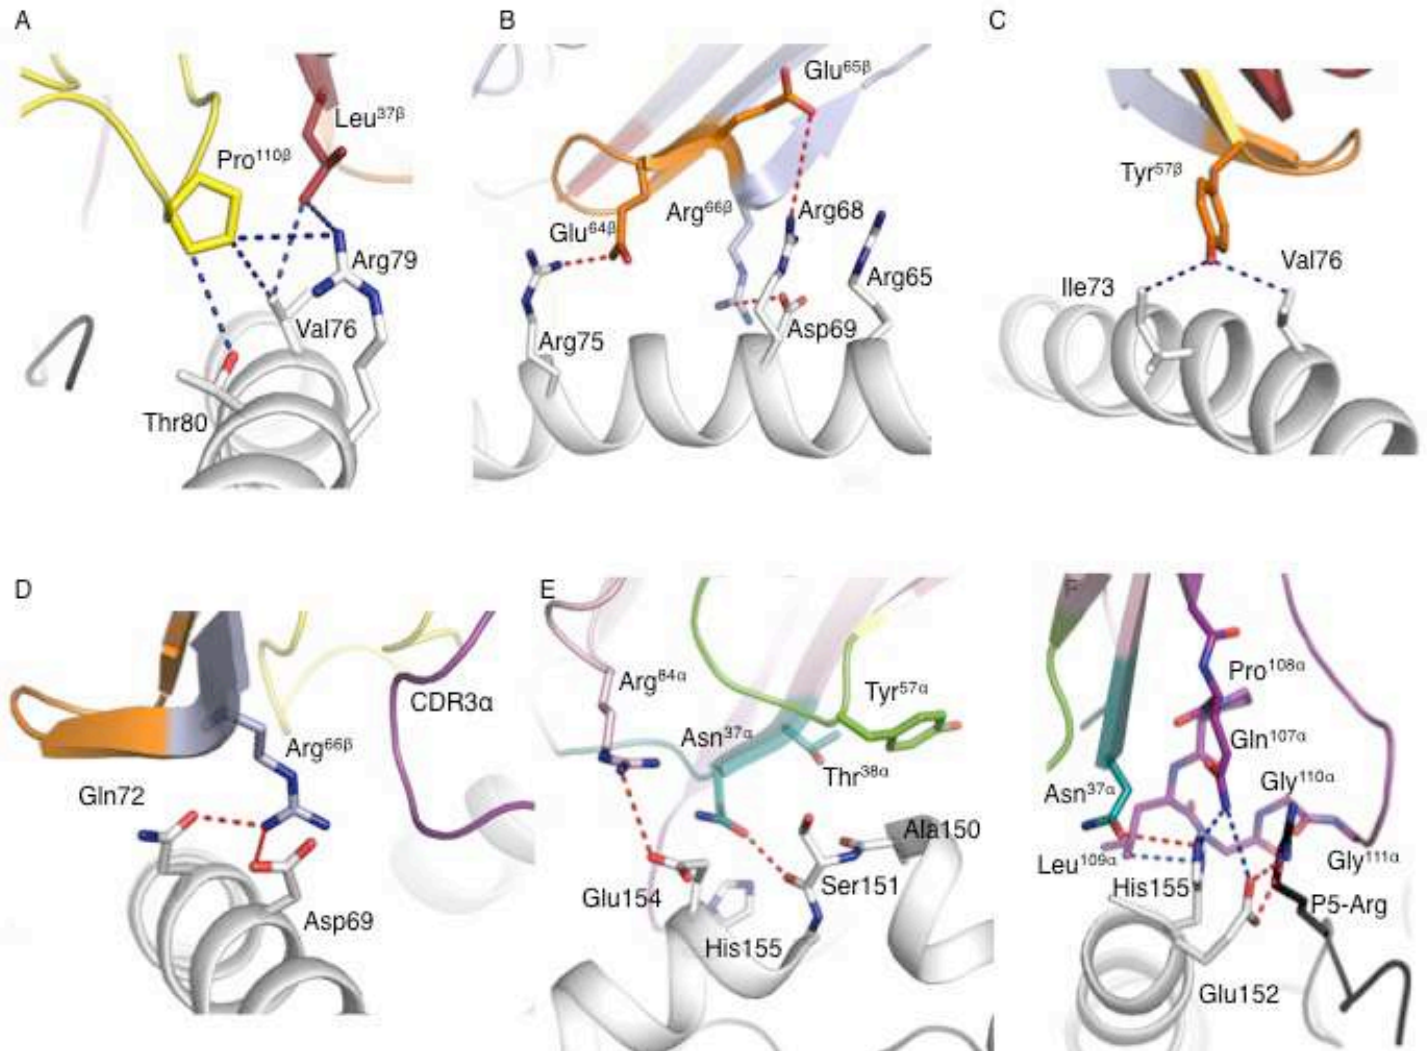 A
B
C
Leu37β
Pro110β
Arg79
Val76
Thr80
Glu65β
Arg66β
Arg68
Glu64β
Arg65
Arg75
Asp69
Tyr57β
Ile73
Val76
D
E
F
CDR3α
Arg66β
Gln72
Asp69
Arg84α
Tyr57α
Asn37α
Thr38α
Ala150
Ser151
Glu154
His155
Pro108α
Gln107α
Gly110α
Asn37α
Leu109α
Gly111α
His155
P5-Arg
Glu152